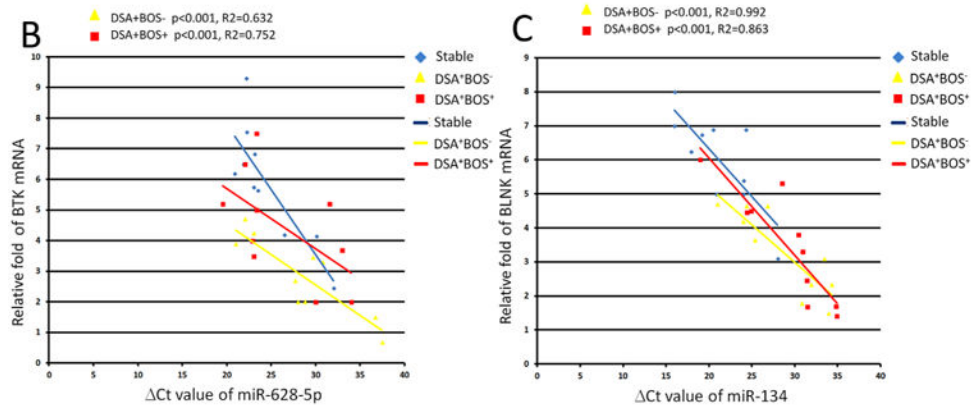 B
DSA+BOS- p<0.001, R2=0.632
DSA+BOS+ p<0.001, R2=0.752
Relative fold of BTK mRNA
10
9
8
7
6
5
4
3
2
1
0
0 5 10 15 20 25 30 35 40
ΔCt value of miR-628-5p
Stable
DSA⁺BOS⁻
DSA⁺BOS⁺
Stable
DSA⁺BOS⁻
DSA⁺BOS⁺
C
DSA+BOS- p<0.001, R2=0.992
DSA+BOS+ p<0.001, R2=0.863
Relative fold of BLNK mRNA
9
8
7
6
5
4
3
2
1
0
0 5 10 15 20 25 30 35 40
ΔCt value of miR-134
Stable
DSA⁺BOS⁻
DSA⁺BOS⁺
Stable
DSA⁺BOS⁻
DSA⁺BOS⁺